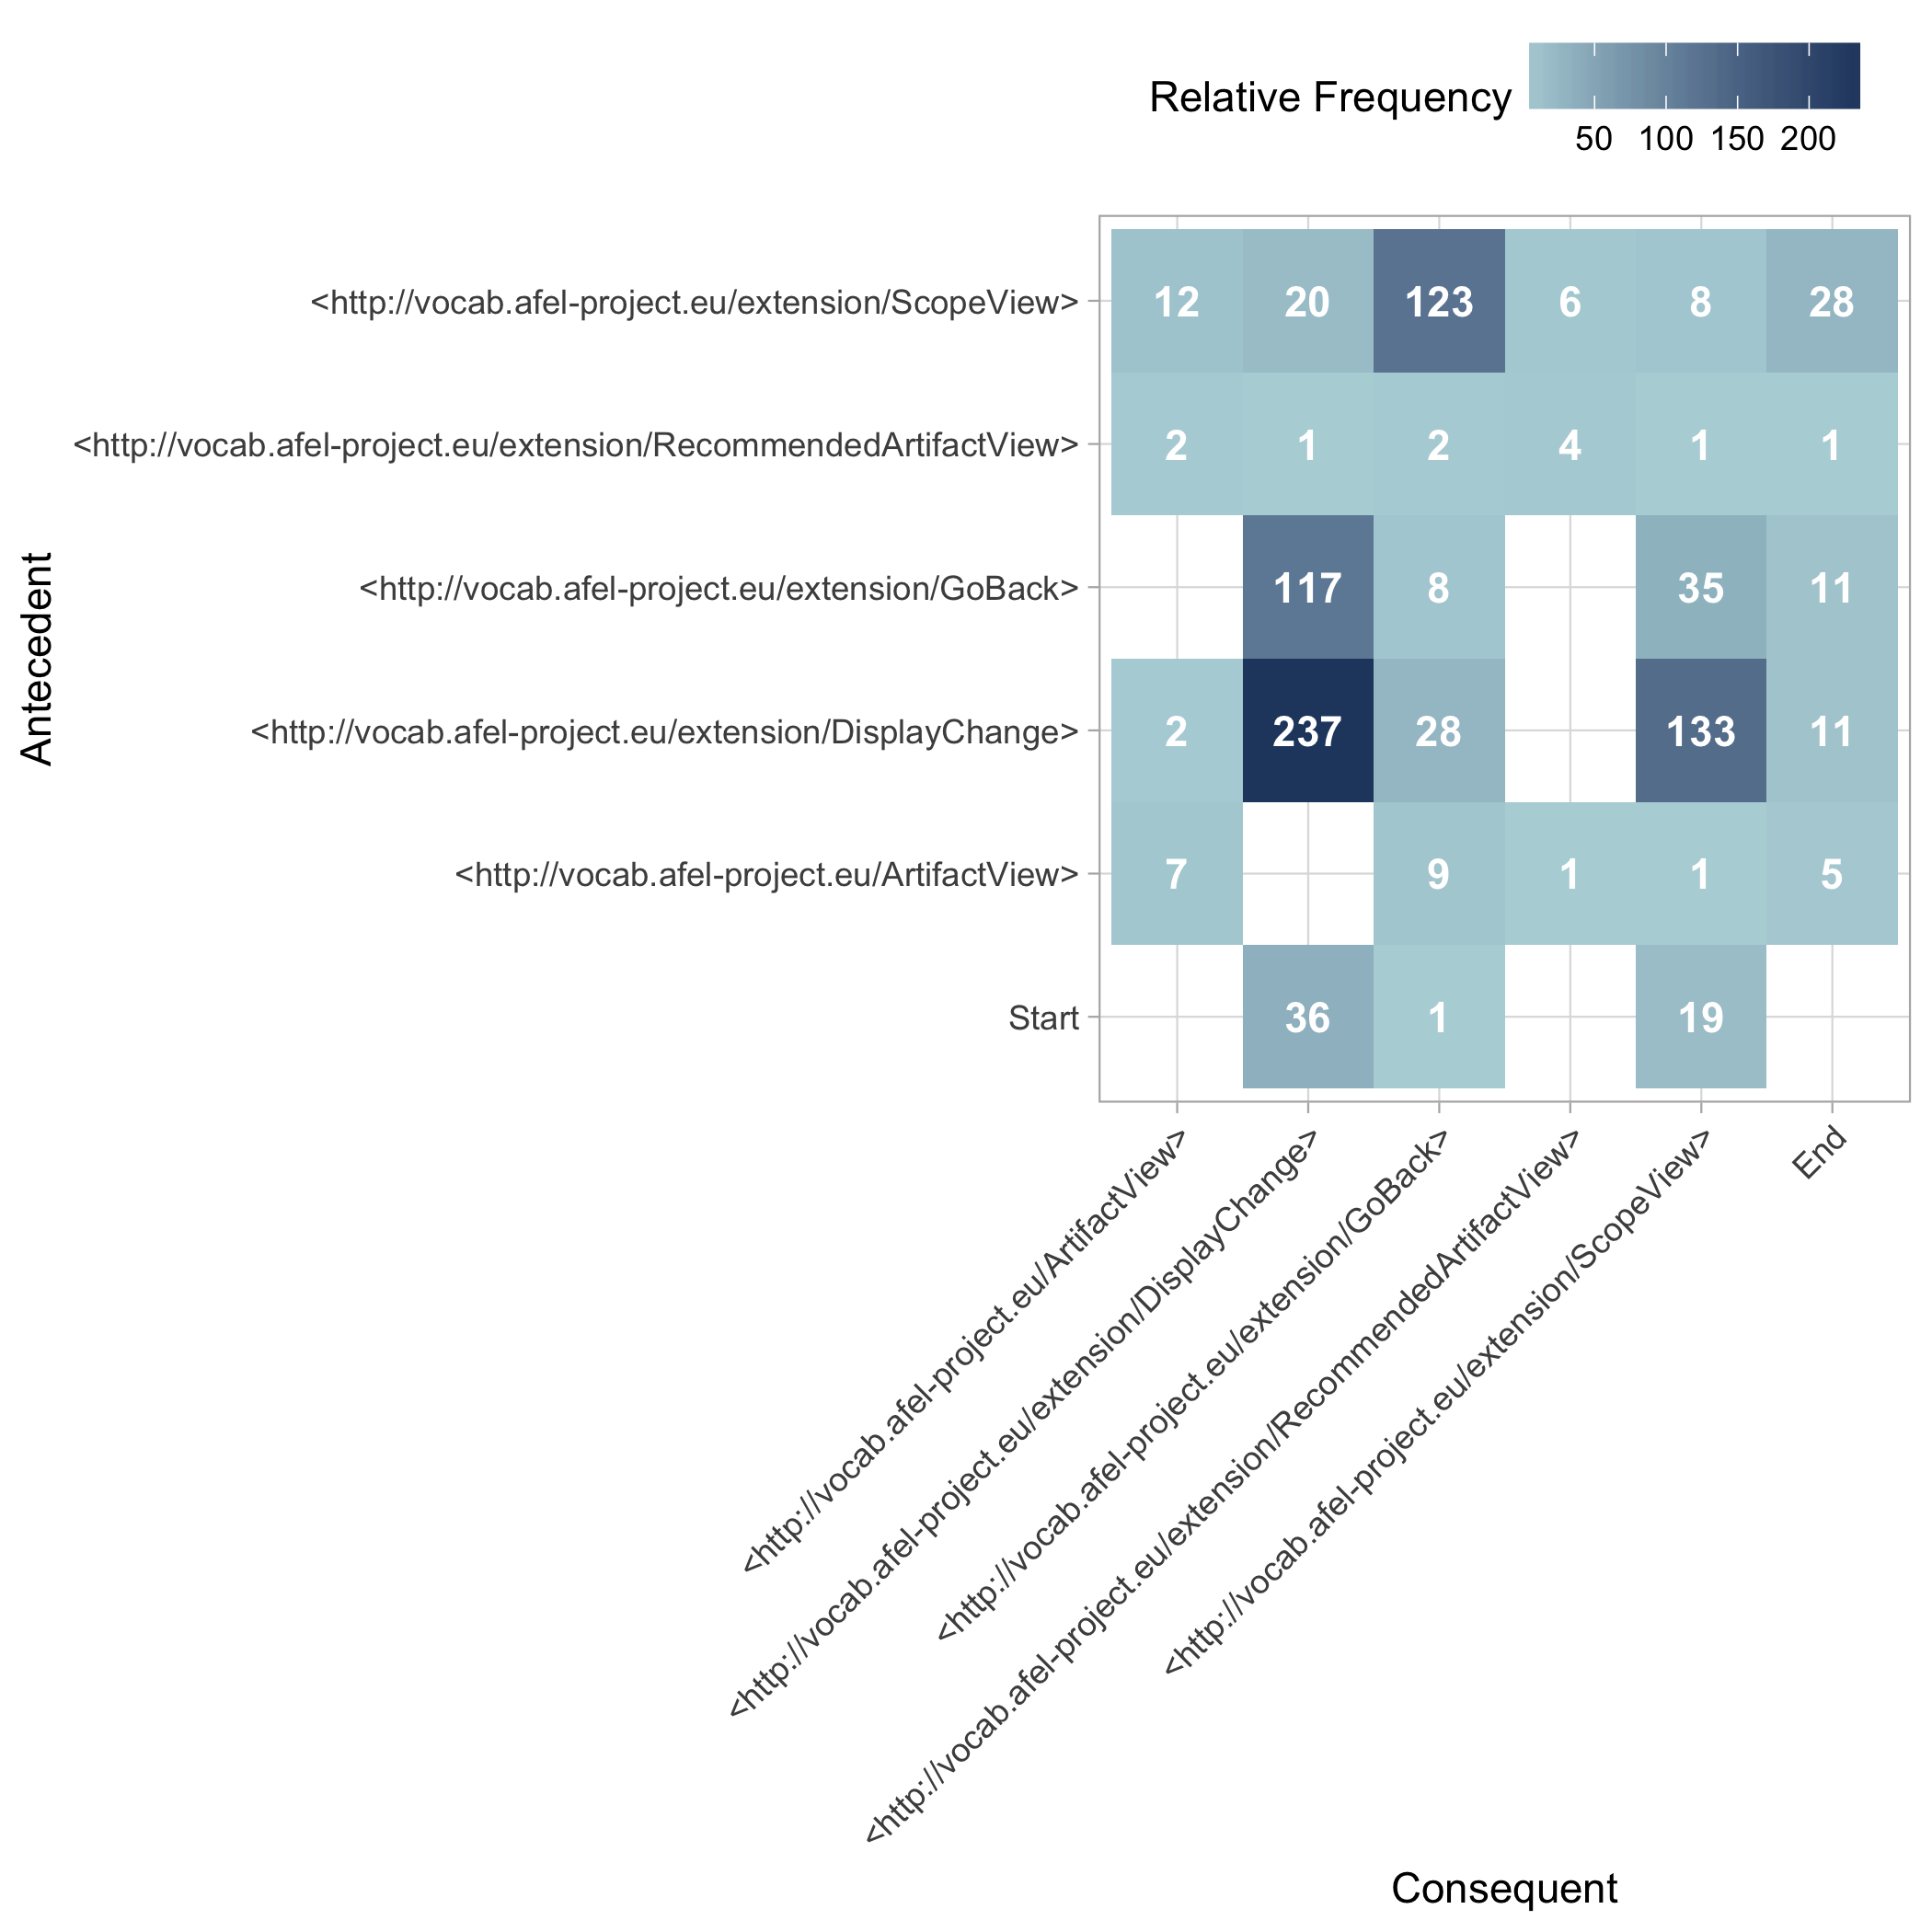 Relative Frequency
50 100 150 200
Antecedent
<http://vocab.afel-project.eu/extension/ScopeView> 12 20 123 6 8 28
<http://vocab.afel-project.eu/extension/RecommendedArtifactView> 2 1 2 4 1 1
<http://vocab.afel-project.eu/extension/GoBack> 117 8 35 11
<http://vocab.afel-project.eu/extension/DisplayChange> 2 237 28 133 11
<http://vocab.afel-project.eu/ArtifactView> 7 9 1 1 5
Start 36 1 19
<http://vocab.afel-project.eu/ArtifactView>
<http://vocab.afel-project.eu/extension/DisplayChange>
<http://vocab.afel-project.eu/extension/GoBack>
<http://vocab.afel-project.eu/extension/RecommendedArtifactView>
<http://vocab.afel-project.eu/extension/ScopeView>
End
Consequent